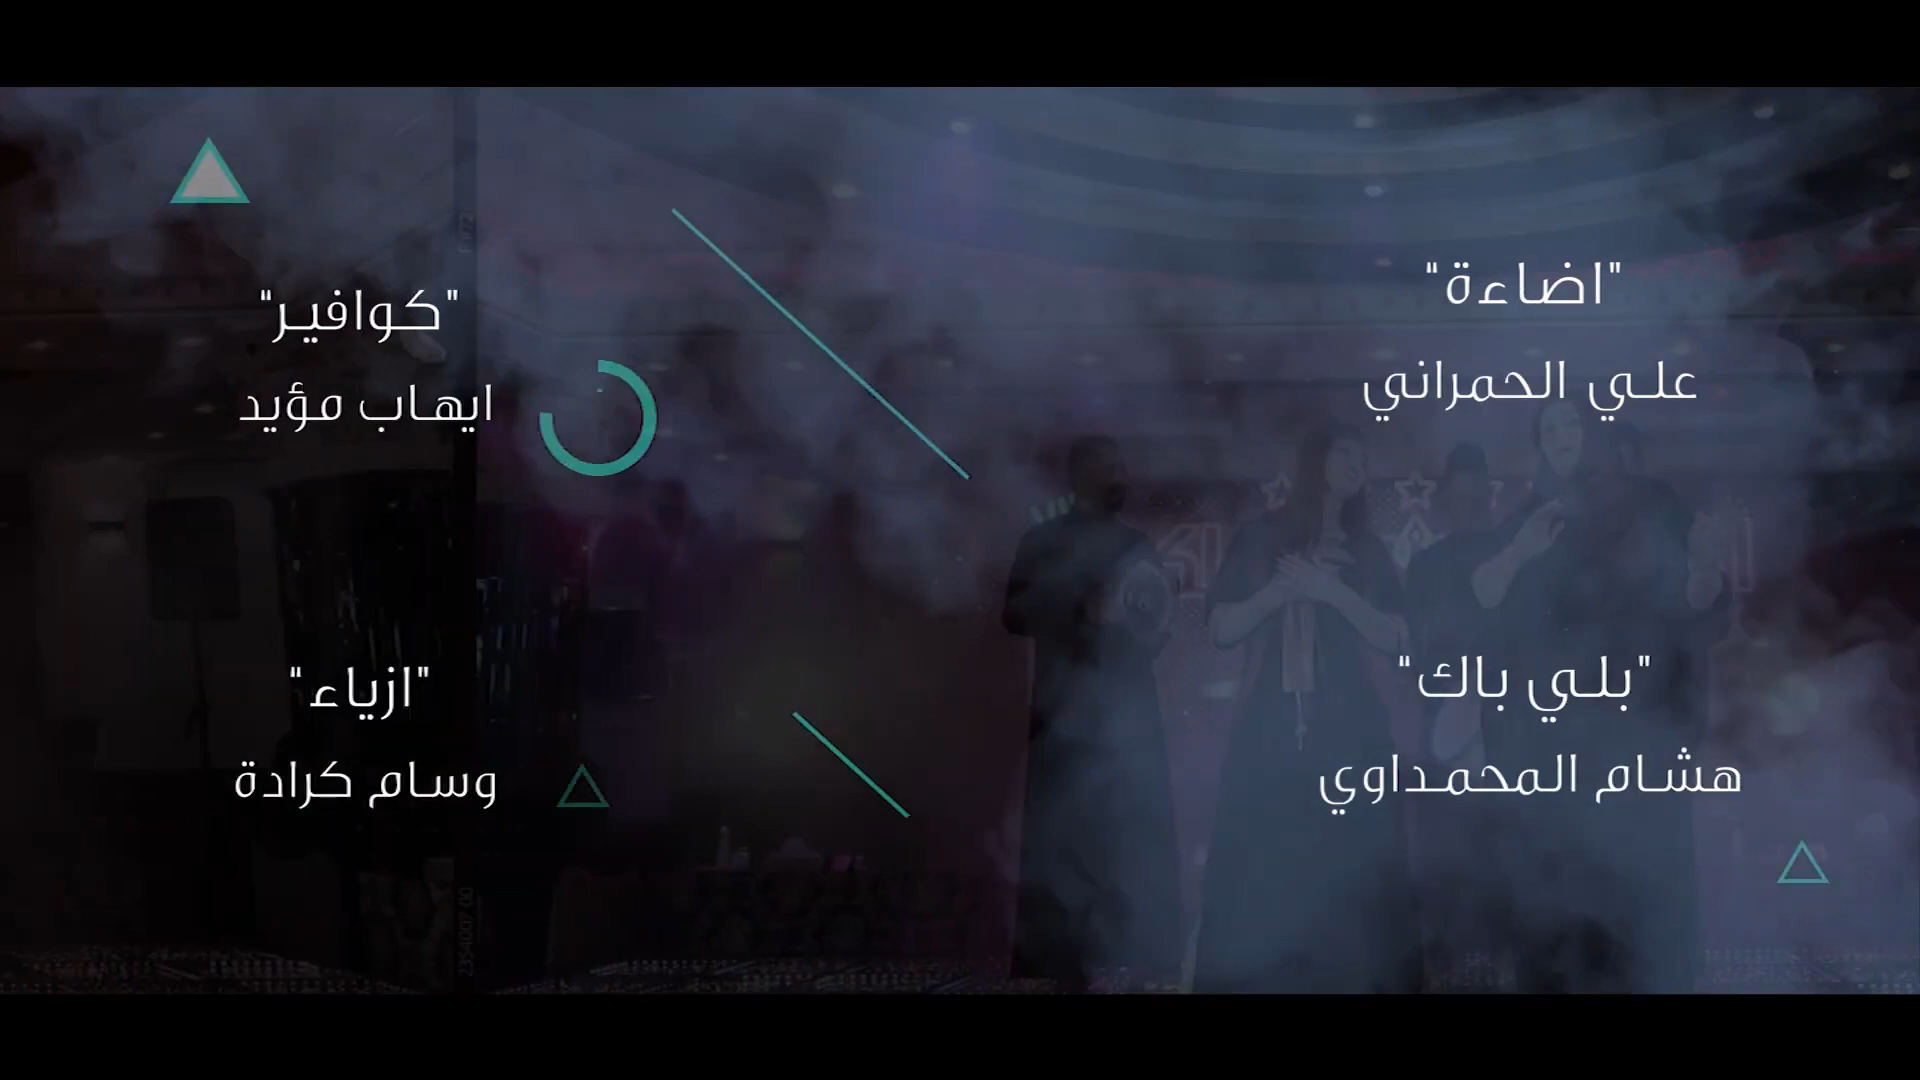 "اضاءة"
علي الحمراني
"كوافير"
ايهاب مؤيد
"بلي باك"
هشام المحمداوي
"ازياء"
وسام كرادة